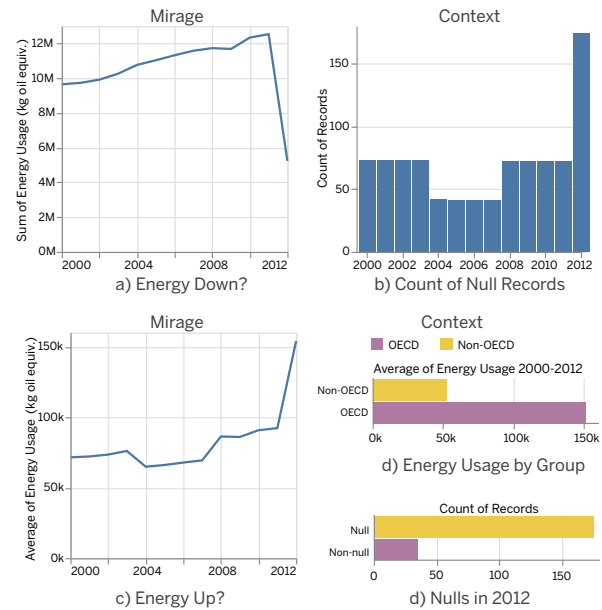 Mirage
Sum of Energy Usage (kg oil equiv.)
12M
10M
8M
6M
4M
2M
0M
2000 2004 2008 2012
a) Energy Down?
Context
Count of Records
150
100
50
0
2000 2002 2004 2006 2008 2010 2012
b) Count of Null Records
Mirage
Average of Energy Usage (kg oil equiv.)
150k
100k
50k
0k
2000 2004 2008 2012
c) Energy Up?
Context
OECD Non-OECD
Average of Energy Usage 2000-2012
Non-OECD
OECD
0k 50k 100k 150k
d) Energy Usage by Group
Count of Records
Null
Non-null
0 50 100 150
d) Nulls in 2012